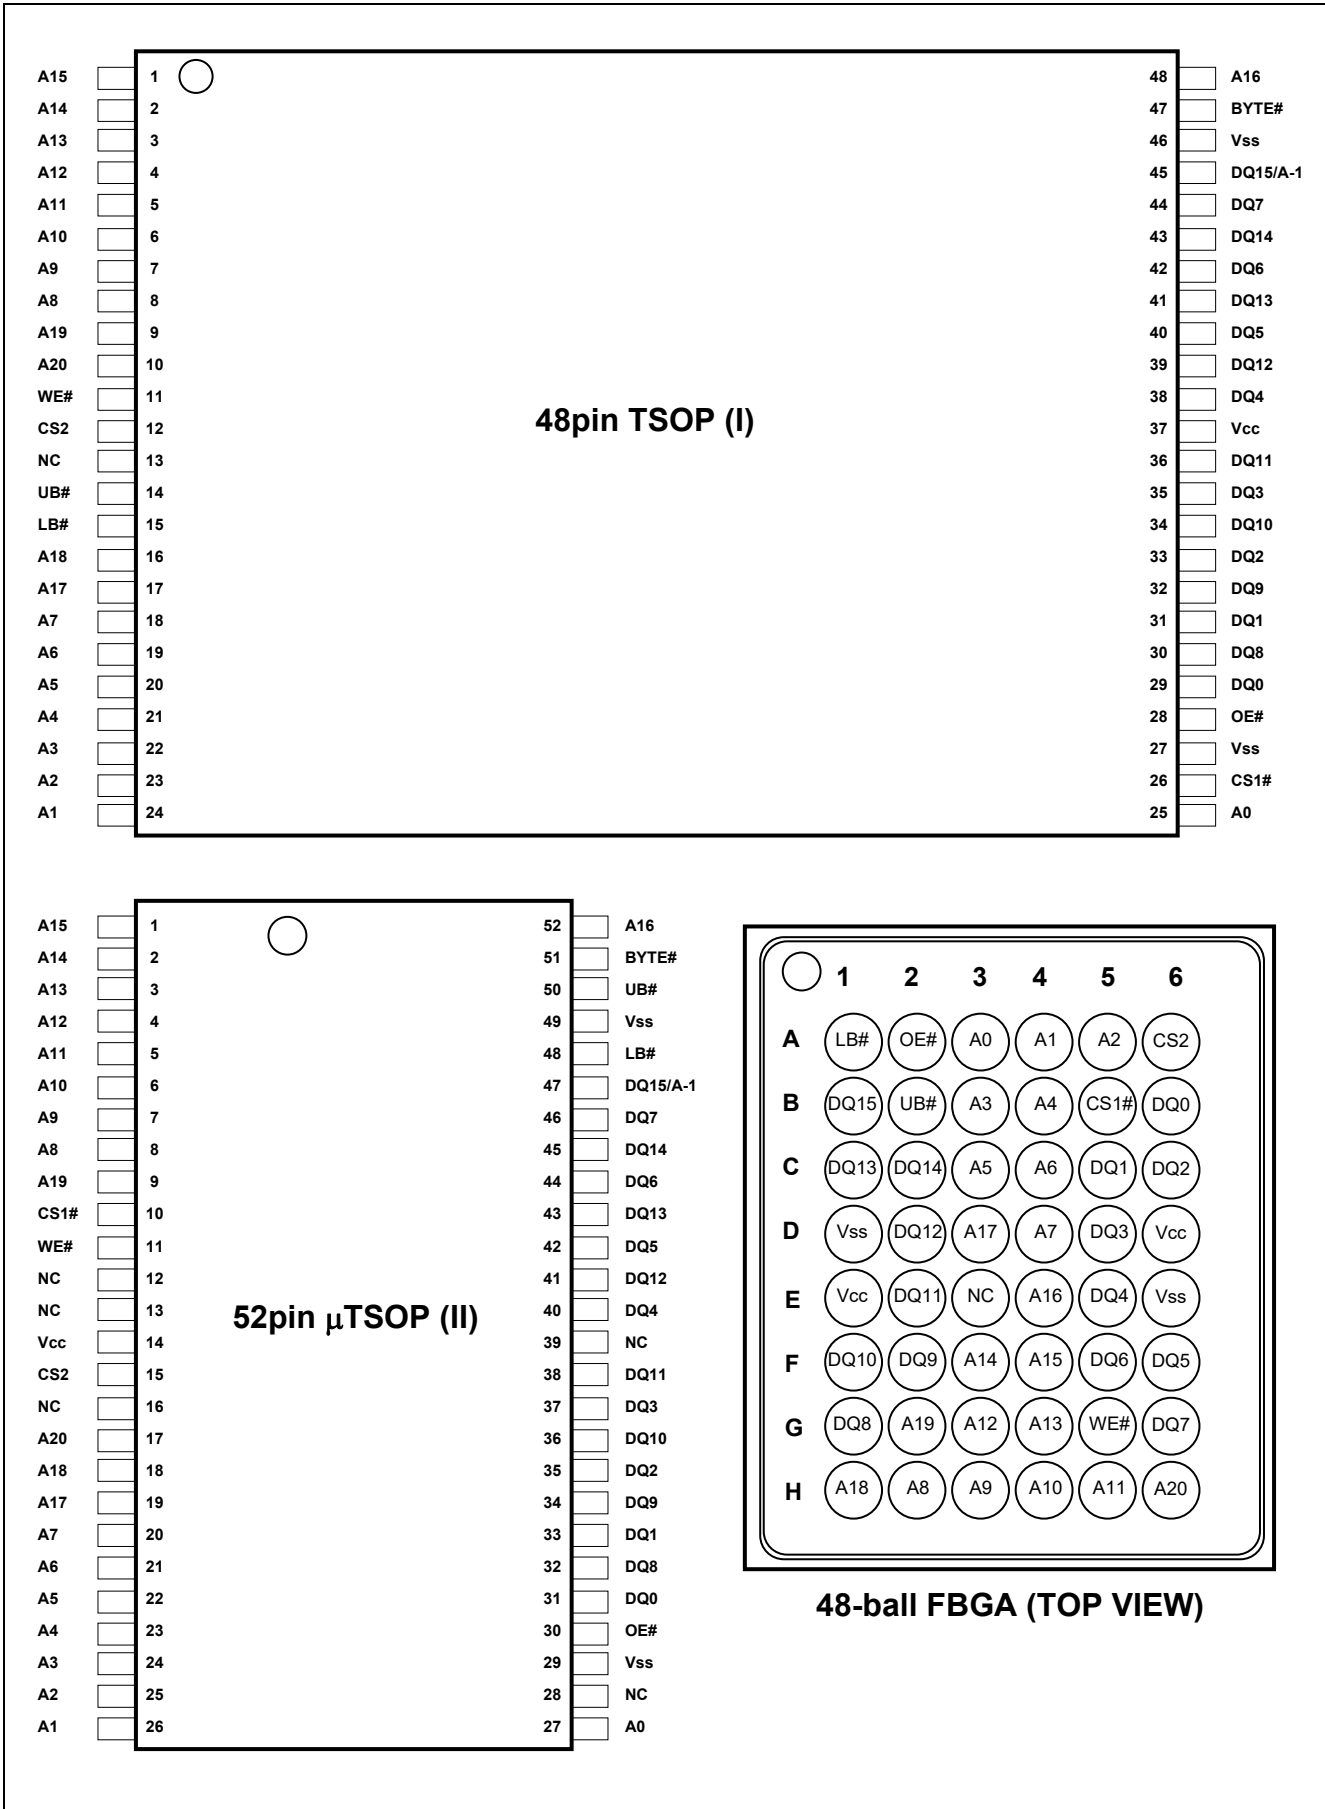 A15 1 48 A16
A14 2 47 BYTE#
A13 3 46 Vss
A12 4 45 DQ15/A-1
A11 5 44 DQ7
A10 6 43 DQ14
A9 7 42 DQ6
A8 8 41 DQ13
A19 9 40 DQ5
A20 10 39 DQ12
WE# 11 38 DQ4
48pin TSOP (I)
CS2 12 37 Vcc
NC 13 36 DQ11
UB# 14 35 DQ3
LB# 15 34 DQ10
A18 16 33 DQ2
A17 17 32 DQ9
A7 18 31 DQ1
A6 19 30 DQ8
A5 20 29 DQ0
A4 21 28 OE#
A3 22 27 Vss
A2 23 26 CS1#
A1 24 25 A0
A15 1 52 A16
A14 2 51 BYTE#
A13 3 50 UB#
A12 4 49 Vss
A11 5 48 LB#
A10 6 47 DQ15/A-1
A9 7 46 DQ7
A8 8 45 DQ14
A19 9 44 DQ6
CS1# 10 43 DQ13
WE# 11 42 DQ5
NC 12 41 DQ12
NC 13 40 DQ4
52pin μTSOP (II)
Vcc 14 39 NC
CS2 15 38 DQ11
NC 16 37 DQ3
A20 17 36 DQ10
A18 18 35 DQ2
A17 19 34 DQ9
A7 20 33 DQ1
A6 21 32 DQ8
A5 22 31 DQ0
A4 23 30 OE#
A3 24 29 Vss
A2 25 28 NC
A1 26 27 A0
1 2 3 4 5 6
A LB# OE# A0 A1 A2 CS2
B DQ15 UB# A3 A4 CS1# DQ0
C DQ13 DQ14 A5 A6 DQ1 DQ2
D Vss DQ12 A17 A7 DQ3 Vcc
E Vcc DQ11 NC A16 DQ4 Vss
F DQ10 DQ9 A14 A15 DQ6 DQ5
G DQ8 A19 A12 A13 WE# DQ7
H A18 A8 A9 A10 A11 A20
48-ball FBGA (TOP VIEW)